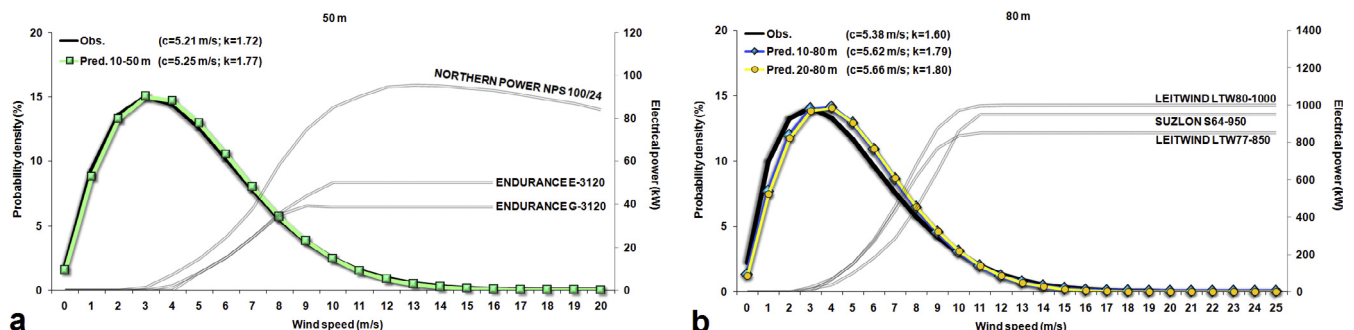 50 m
20
15
10
5
0
Probability density (%)
Obs. (c=5.21 m/s; k=1.72)
Pred. 10-50 m (c=5.25 m/s; k=1.77)
NORTHERN POWER NPS 100/24
ENDURANCE E-3120
ENDURANCE G-3120
120
100
80
60
40
20
0
Electrical power (kW)
0 1 2 3 4 5 6 7 8 9 10 11 12 13 14 15 16 17 18 19 20
Wind speed (m/s)
a
80 m
20
15
10
5
0
Probability density (%)
Obs. (c=5.38 m/s; k=1.60)
Pred. 10-80 m (c=5.62 m/s; k=1.79)
Pred. 20-80 m (c=5.66 m/s; k=1.80)
LEITWIND LTW80-1000
SUZLON S64-950
LEITWIND LTW77-850
1400
1200
1000
800
600
400
200
0
Electrical power (kW)
0 1 2 3 4 5 6 7 8 9 10 11 12 13 14 15 16 17 18 19 20 21 22 23 24 25
Wind speed (m/s)
b